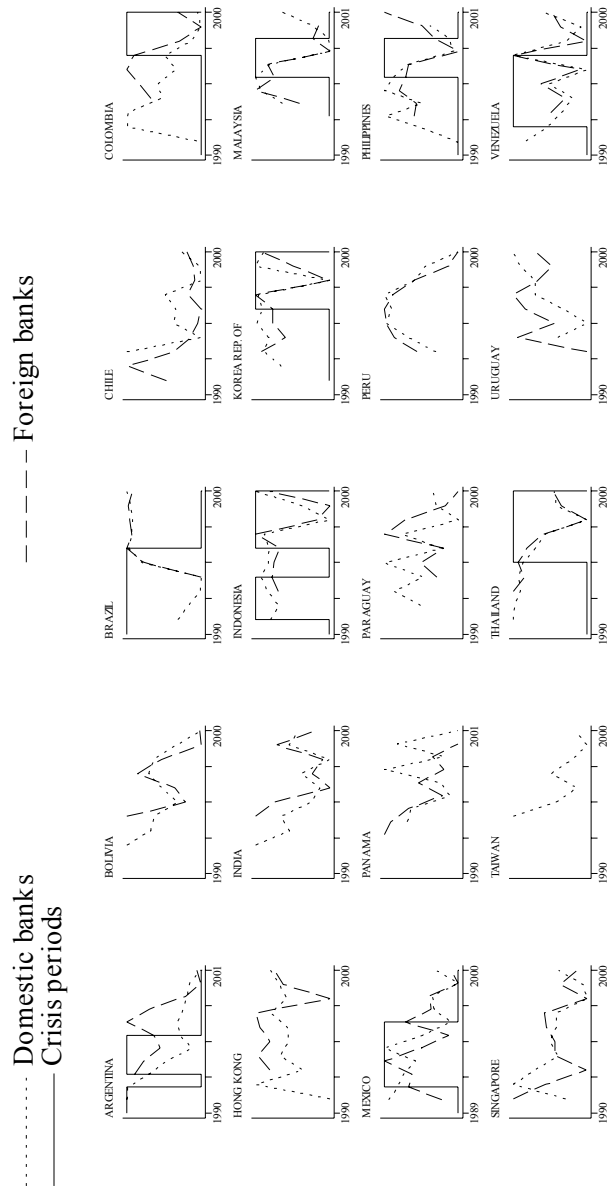 Domestic banks Foreign banks
Crisis periods
ARGENTINA BOLIVIA BRAZIL CHILE COLOMBIA
1990 2001 1990 2000 1990 2000 1990 2000 1990 2000
HONG KONG INDIA INDONESIA KOREA REP. OF MALAYSIA
1990 2000 1990 2000 1990 2000 1990 2000 1990 2001
MEXICO PANAMA PARAGUAY PERU PHILIPPINES
1989 2000 1990 2001 1990 2000 1990 2000 1990 2001
SINGAPORE TAIWAN THAILAND URUGUAY VENEZUELA
1990 2000 1990 2000 1990 2000 1990 2000 1990 2000